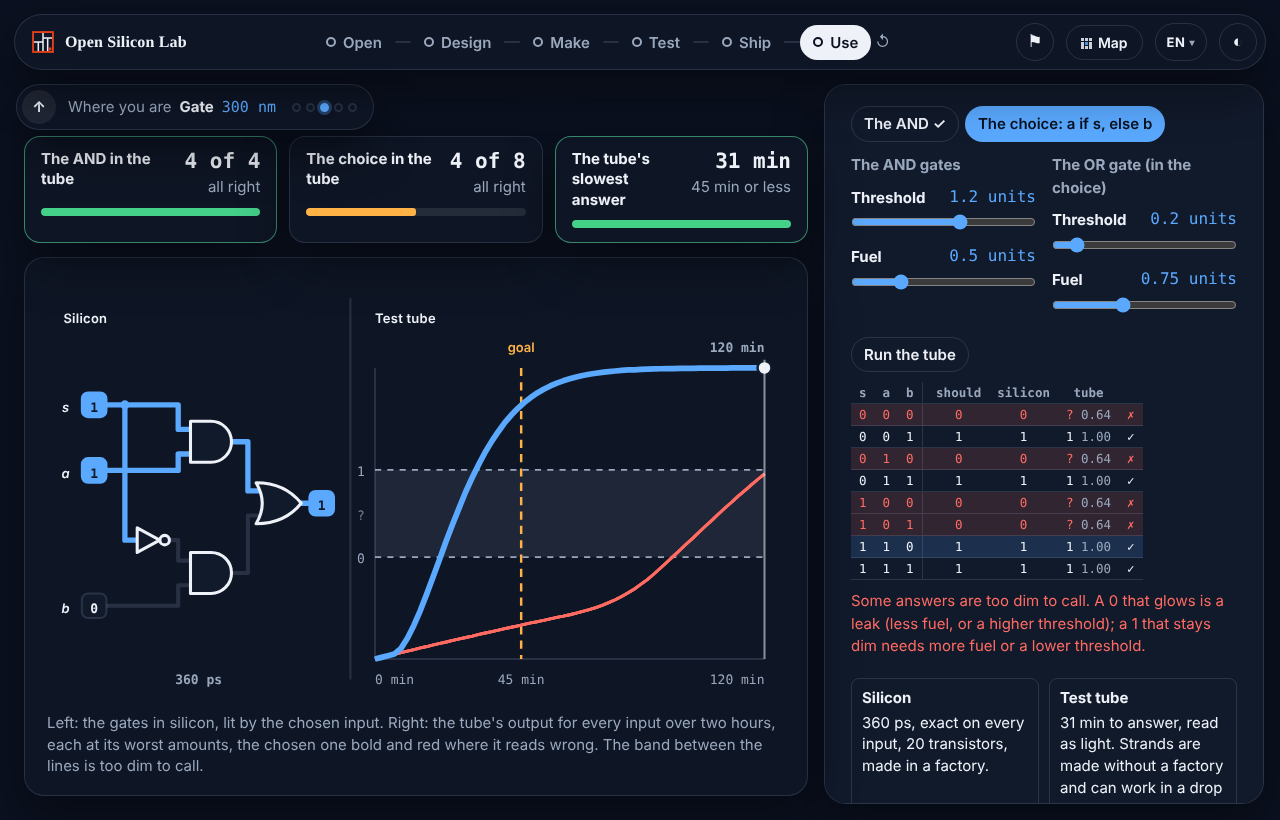 Open Silicon Lab
Open
Design
Make
Test
Ship
Use
Map
EN
Where you are Gate 300 nm
The AND in the tube
4 of 4
all right
The choice in the tube
4 of 8
all right
The tube's slowest answer
31 min
45 min or less
Silicon
s 1
a 1
b 0
1
360 ps
Test tube
goal
120 min
1
?
0
0 min
45 min
120 min
Left: the gates in silicon, lit by the chosen input. Right: the tube's output for every input over two hours,
each at its worst amounts, the chosen one bold and red where it reads wrong. The band between the
lines is too dim to call.
The AND ✓
The choice: a if s, else b
The AND gates
Threshold 1.2 units
Fuel 0.5 units
The OR gate (in the choice)
Threshold 0.2 units
Fuel 0.75 units
Run the tube
s a b should silicon tube
0 0 0 0 0 ? 0.64 ✗
0 0 1 1 1 1 1.00 ✓
0 1 0 0 0 ? 0.64 ✗
0 1 1 1 1 1 1.00 ✓
1 0 0 0 0 ? 0.64 ✗
1 0 1 0 0 ? 0.64 ✗
1 1 0 1 1 1 1.00 ✓
1 1 1 1 1 1 1.00 ✓
Some answers are too dim to call. A 0 that glows is a
leak (less fuel, or a higher threshold); a 1 that stays
dim needs more fuel or a lower threshold.
Silicon
360 ps, exact on every
input, 20 transistors,
made in a factory.
Test tube
31 min to answer, read
as light. Strands are
made without a factory
and can work in a drop